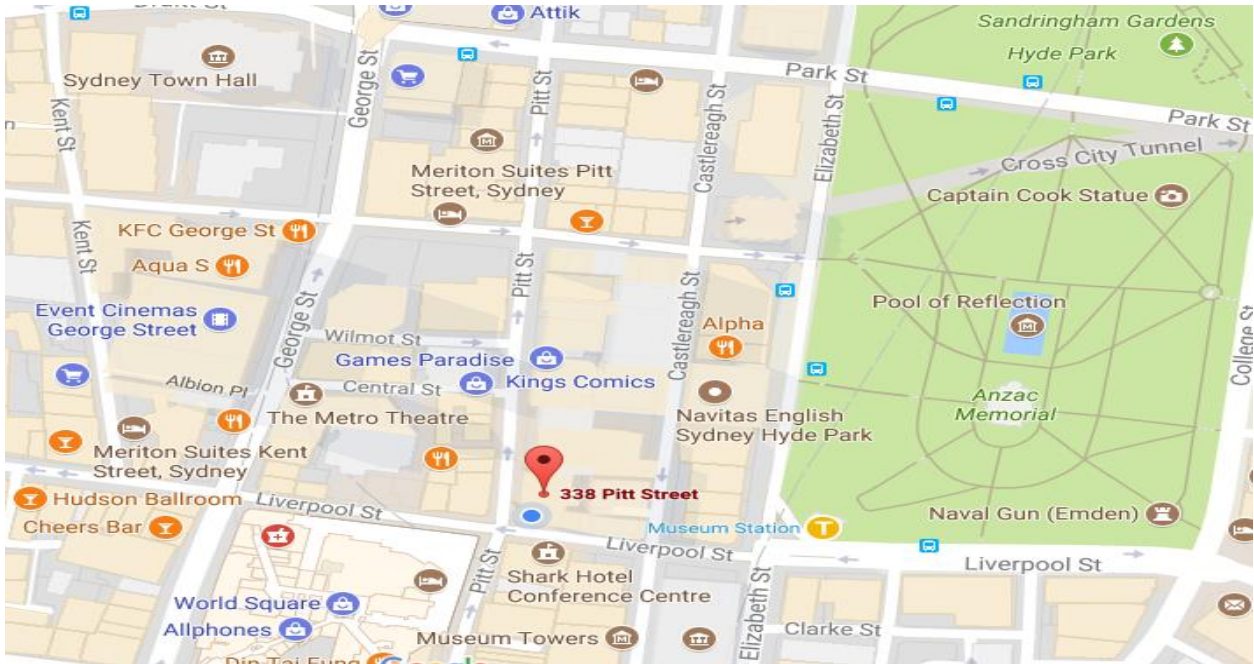 Druitt St
Attik
Sandringham Gardens
Hyde Park
Sydney Town Hall
Kent St
George St
Pitt St
Park St
Castlereagh St
Elizabeth St
Park St
Cross City Tunnel
Meriton Suites Pitt
Street, Sydney
Captain Cook Statue
KFC George St
Aqua S
Kent St
Pitt St
Event Cinemas
George Street
George St
Wilmot St
Castlereagh St
Alpha
Pool of Reflection
College St
Games Paradise
Kings Comics
Albion Pl
Central St
The Metro Theatre
Navitas English
Sydney Hyde Park
Anzac
Memorial
Meriton Suites Kent
Street, Sydney
338 Pitt Street
Hudson Ballroom
Liverpool St
Cheers Bar
Museum Station
Naval Gun (Emden)
Liverpool St
Liverpool St
Pitt St
Shark Hotel
Conference Centre
Elizabeth St
World Square
Allphones
Museum Towers
Clarke St
Din Tai Fung
Google